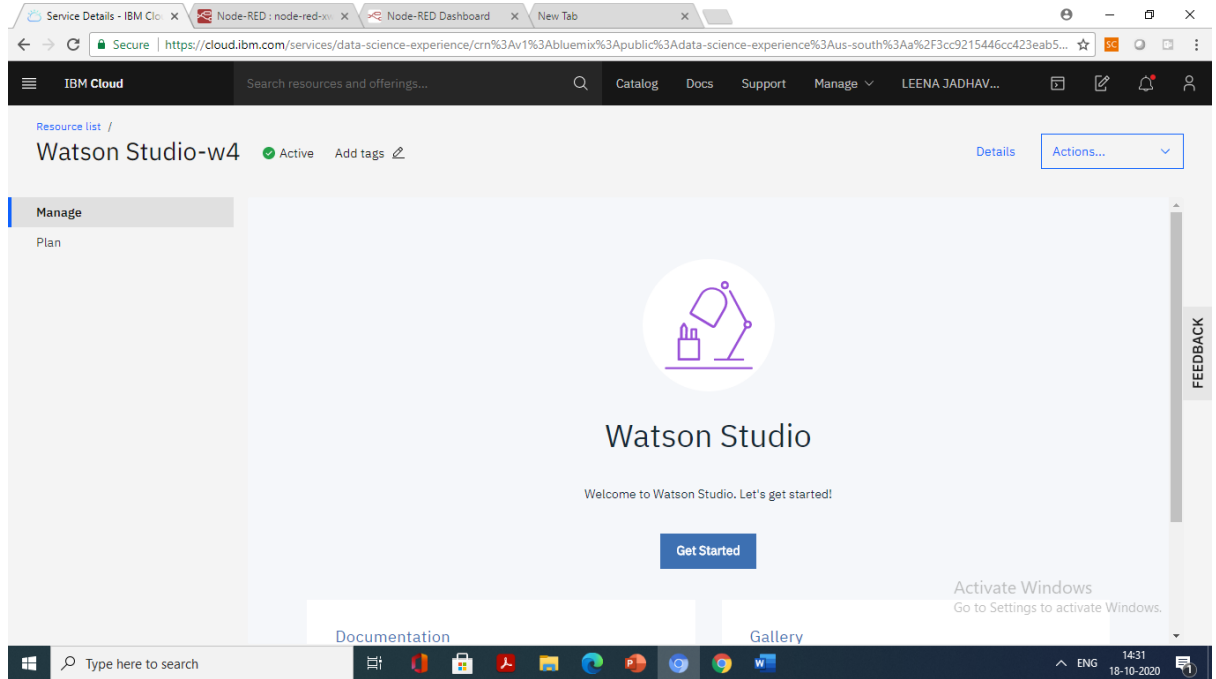 Service Details - IBM Clo
Node-RED : node-red-xv
Node-RED Dashboard
New Tab
Secure
https://cloud.ibm.com/services/data-science-experience/crn%3Av1%3Abluemix%3Apublic%3Adata-science-experience%3Aus-south%3Aa%2F3cc9215446cc423eab5...
SC
IBM Cloud
Search resources and offerings...
Catalog
Docs
Support
Manage
LEENA JADHAV...
Resource list /
Watson Studio-w4
Active
Add tags
Details
Actions...
Manage
Plan
FEEDBACK
Watson Studio
Welcome to Watson Studio. Let's get started!
Get Started
Activate Windows
Go to Settings to activate Windows.
Documentation
Gallery
Type here to search
ENG
14:31
18-10-2020
1